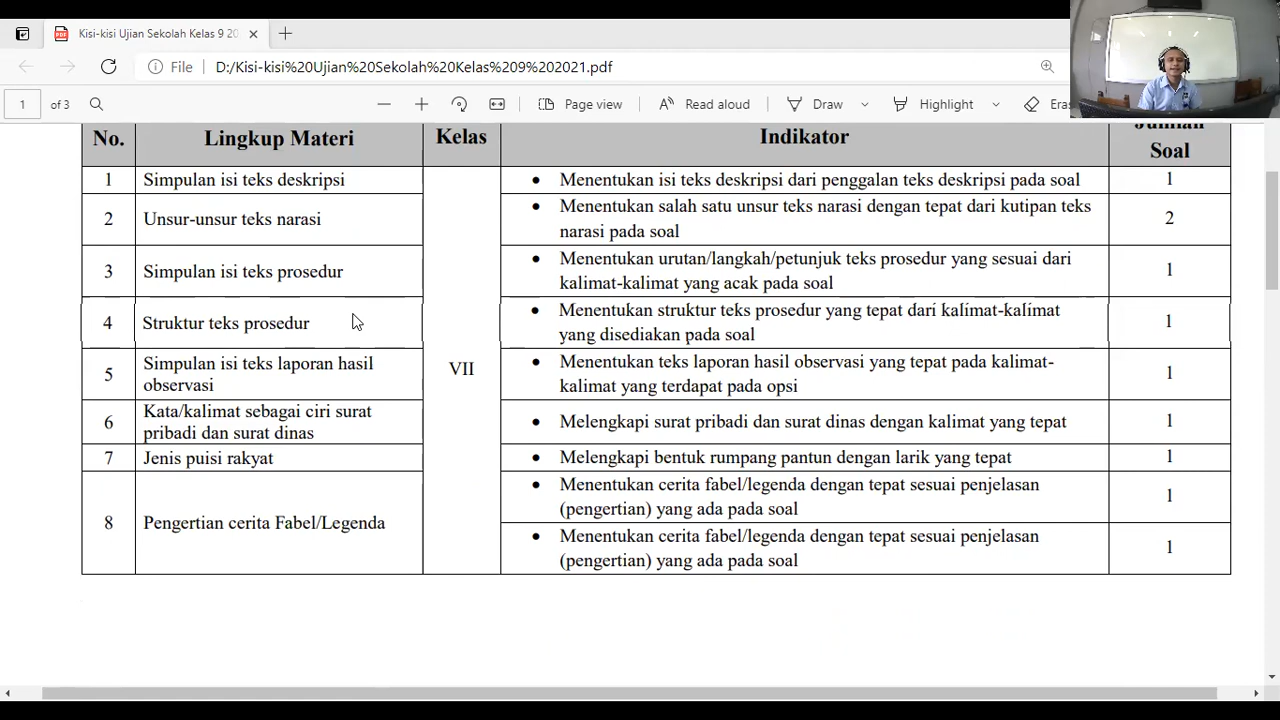 Kisi-kisi Ujian Sekolah Kelas 9 20
File
D:/Kisi-kisi%20Ujian%20Sekolah%20Kelas%209%202021.pdf
1 of 3
Page view
Read aloud
Draw
Highlight
No.
Lingkup Materi
Kelas
Indikator
Jumlah
Soal
1
Simpulan isi teks deskripsi
• Menentukan isi teks deskripsi dari penggalan teks deskripsi pada soal
1
2
Unsur-unsur teks narasi
• Menentukan salah satu unsur teks narasi dengan tepat dari kutipan teks
narasi pada soal
2
3
Simpulan isi teks prosedur
• Menentukan urutan/langkah/petunjuk teks prosedur yang sesuai dari
kalimat-kalimat yang acak pada soal
1
4
Struktur teks prosedur
• Menentukan struktur teks prosedur yang tepat dari kalimat-kalimat
yang disediakan pada soal
1
VII
5
Simpulan isi teks laporan hasil
observasi
• Menentukan teks laporan hasil observasi yang tepat pada kalimat-
kalimat yang terdapat pada opsi
1
6
Kata/kalimat sebagai ciri surat
pribadi dan surat dinas
• Melengkapi surat pribadi dan surat dinas dengan kalimat yang tepat
1
7
Jenis puisi rakyat
• Melengkapi bentuk rumpang pantun dengan larik yang tepat
1
8
Pengertian cerita Fabel/Legenda
• Menentukan cerita fabel/legenda dengan tepat sesuai penjelasan
(pengertian) yang ada pada soal
1
• Menentukan cerita fabel/legenda dengan tepat sesuai penjelasan
(pengertian) yang ada pada soal
1